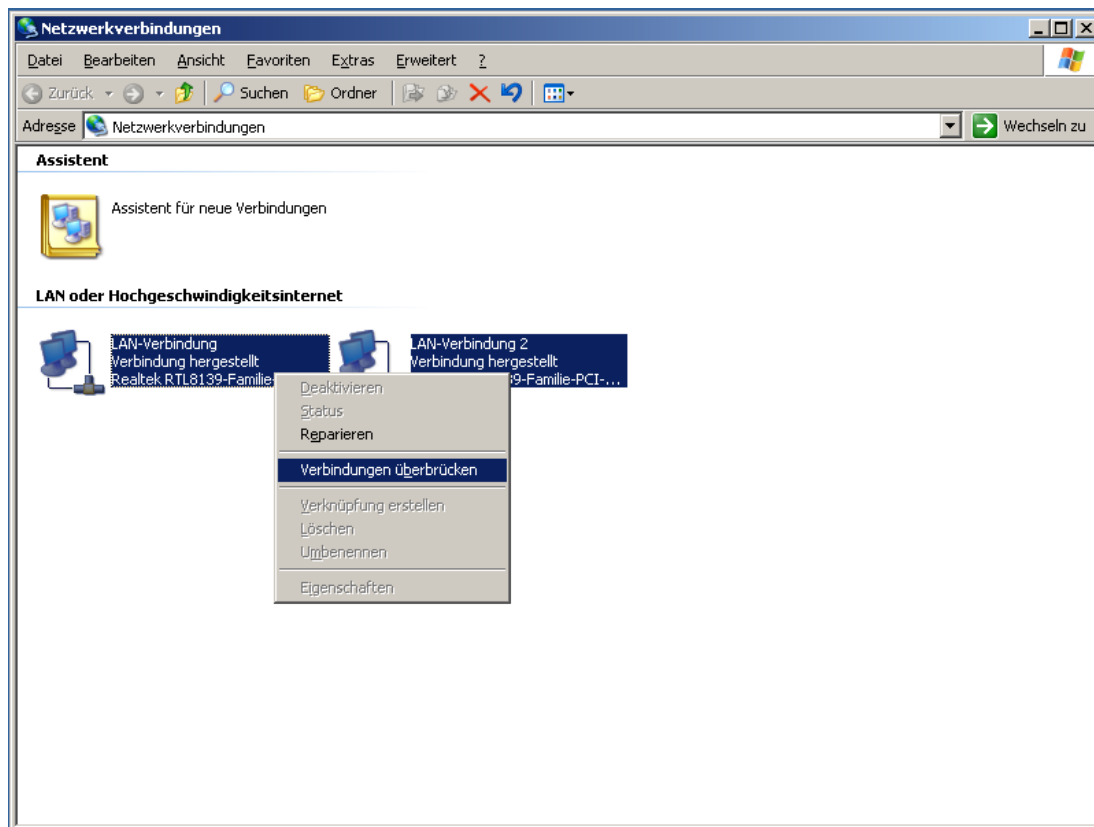 Netzwerkverbindungen
Datei Bearbeiten Ansicht Favoriten Extras Erweitert ?
Zurück Suchen Ordner
Adresse Netzwerkverbindungen Wechseln zu
Assistent
Assistent für neue Verbindungen
LAN oder Hochgeschwindigkeitsinternet
LAN-Verbindung
Verbindung hergestellt
Realtek RTL8139-Familie-
LAN-Verbindung 2
Verbindung hergestellt
9-Familie-PCI-...
Deaktivieren
Status
Reparieren
Verbindungen überbrücken
Verknüpfung erstellen
Löschen
Umbenennen
Eigenschaften